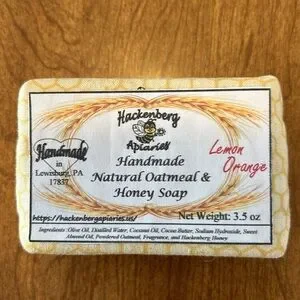 Hackenberg
Apiaries
Handmade
in
Lewisburg, PA
17837
Handmade
Natural Oatmeal &
Honey Soap
Lemon
Orange
https://hackenbergapiaries.us/
Net Weight: 3.5 oz
Ingredients: Olive Oil, Distilled Water, Coconut Oil, Cocoa Butter, Sodium Hydroxide, Sweet
Almond Oil, Powdered Oatmeal, Fragrance, and Hackenberg Honey